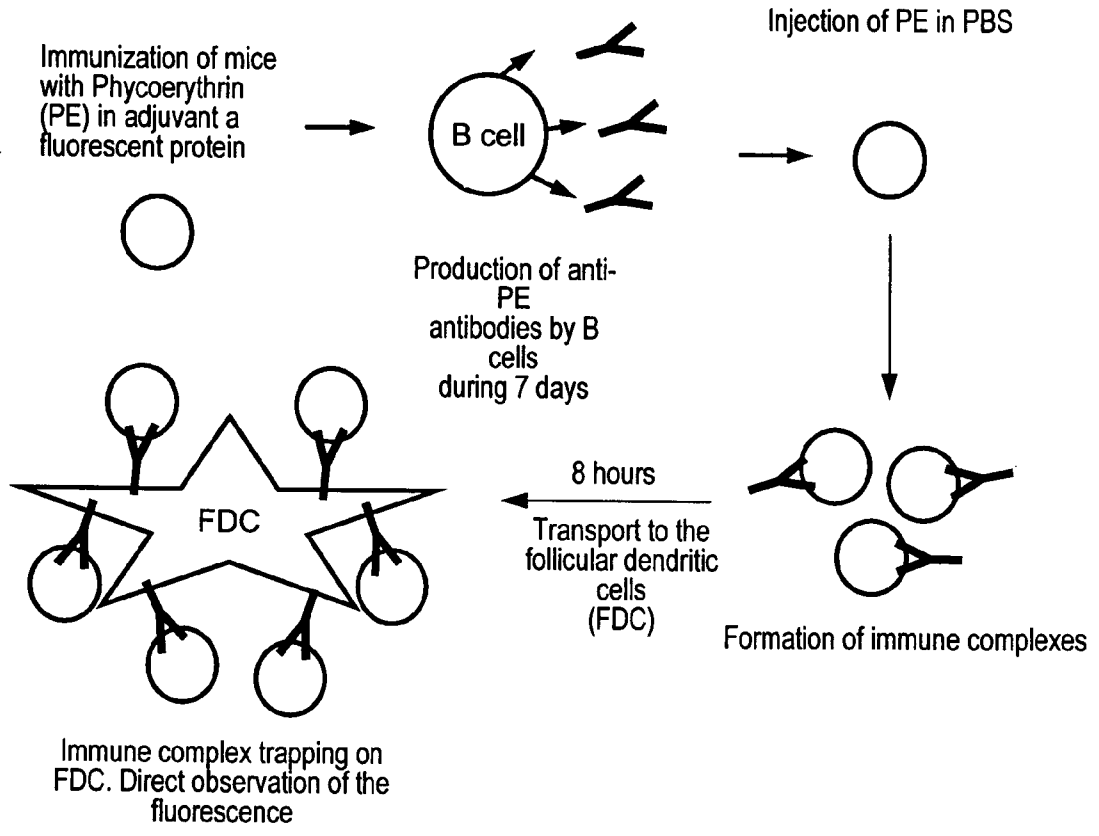 Immunization of mice
with Phycoerythrin
(PE) in adjuvant a
fluorescent protein
B cell
Production of anti-
PE
antibodies by B
cells
during 7 days
Injection of PE in PBS
Formation of immune complexes
8 hours
Transport to the
follicular dendritic
cells
(FDC)
FDC
Immune complex trapping on
FDC. Direct observation of the
fluorescence